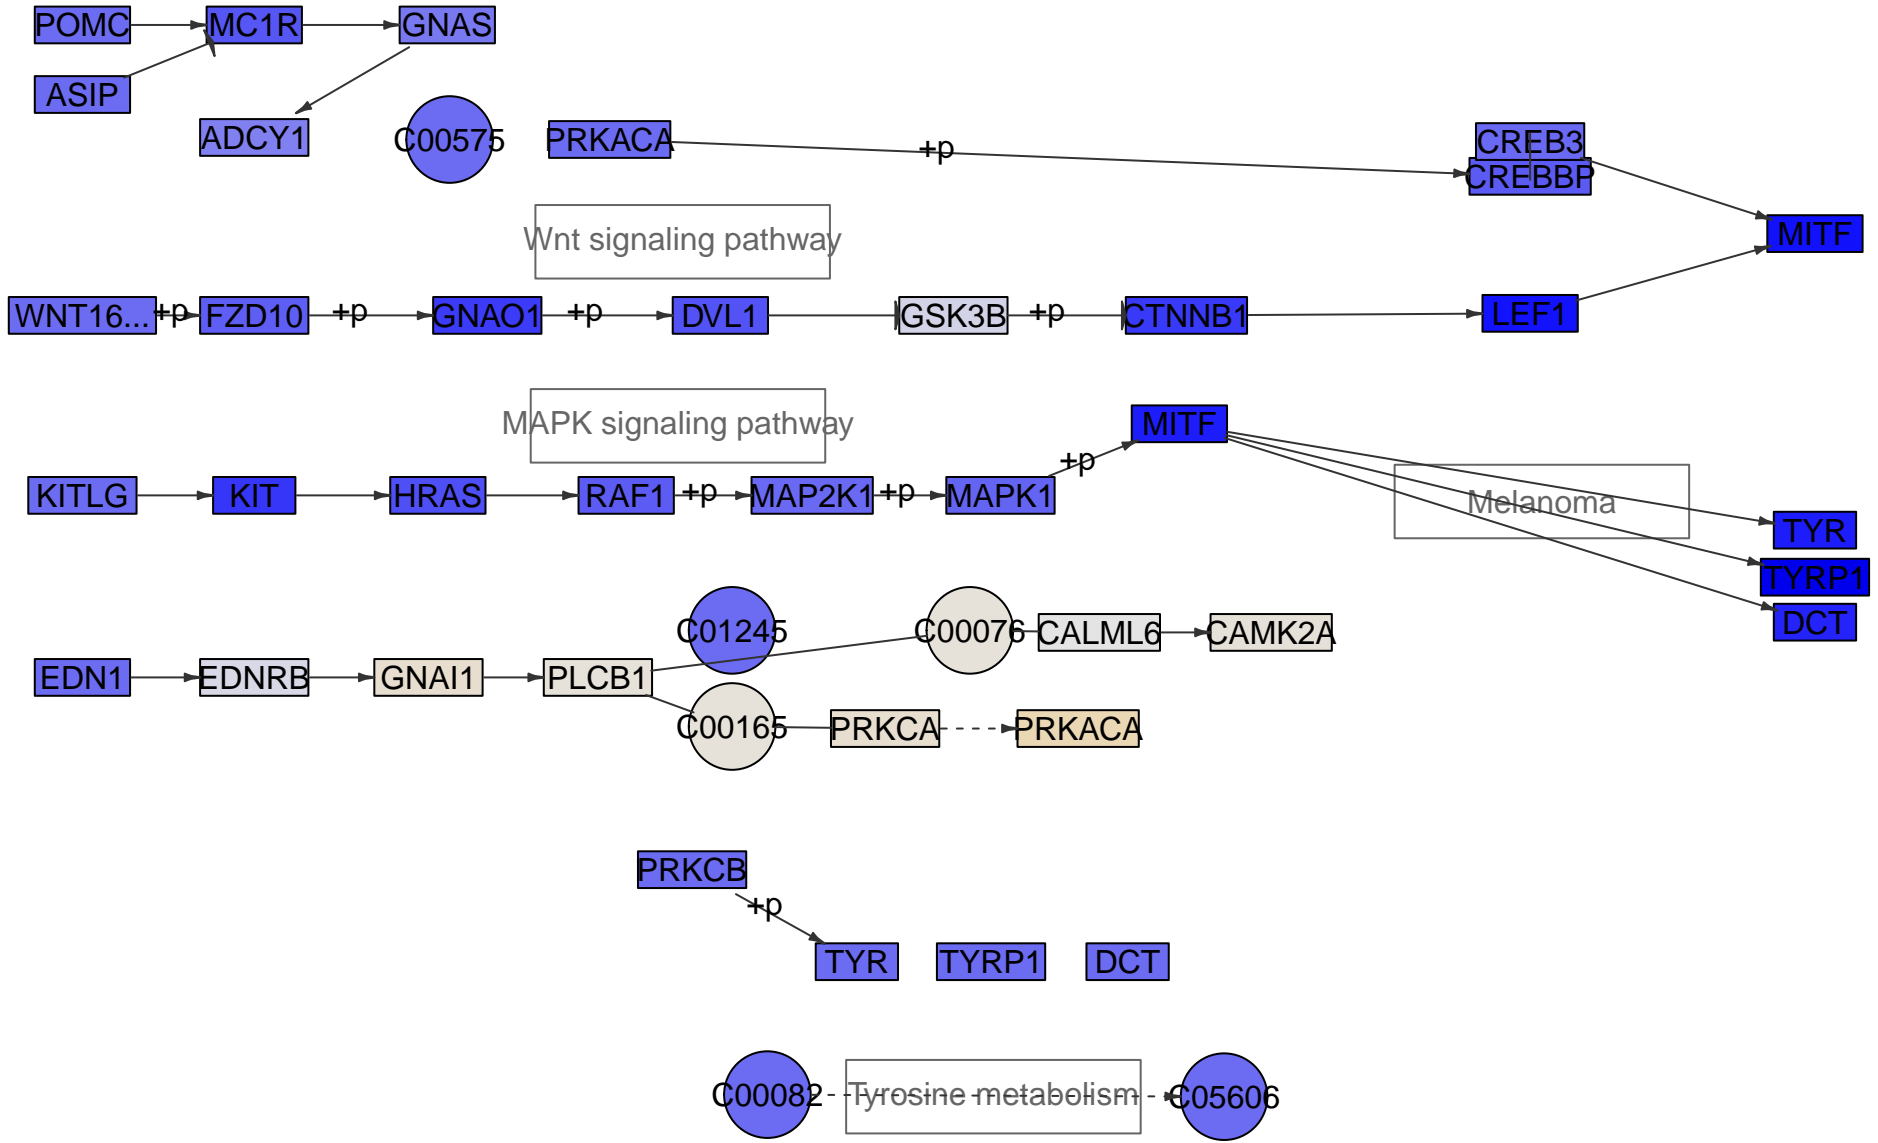 POMC
MC1R
GNAS
ASIP
ADCY1
C00575
PRKACA
+p
CREB3
CREBBP
Wnt signaling pathway
MITF
WNT16...
+p
FZD10
+p
GNAO1
+p
DVL1
GSK3B
+p
CTNNB1
LEF1
MAPK signaling pathway
MITF
+p
KITLG
KIT
HRAS
RAF1
+p
MAP2K1
+p
MAPK1
Melanoma
TYR
TYRP1
DCT
C01245
C00076
CALML6
CAMK2A
EDN1
EDNRB
GNAI1
PLCB1
C00165
PRKCA
PRKACA
PRKCB
+p
TYR
TYRP1
DCT
C00082
Tyrosine metabolism
C05606